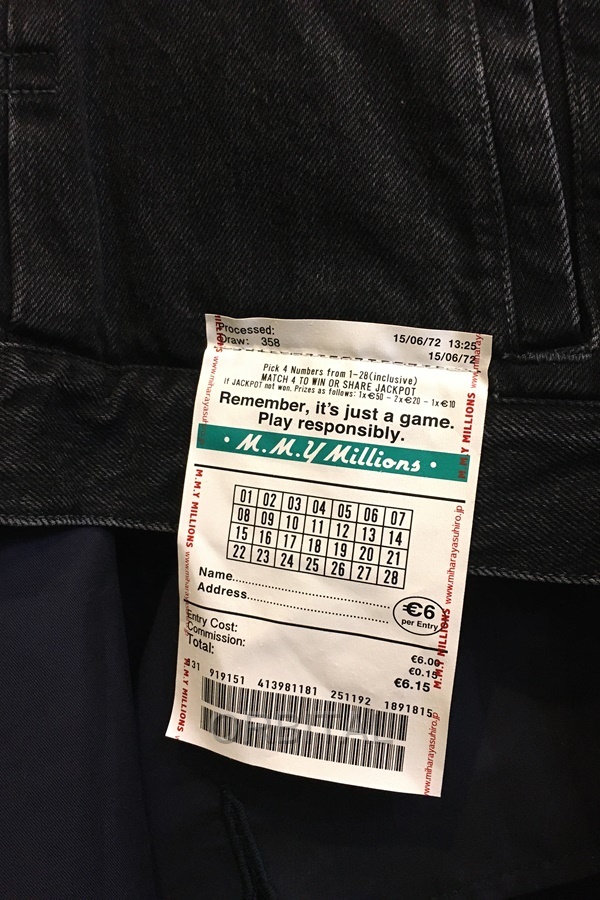 Processed: 15/06/72 13:25
Draw: 358 15/06/72
Pick 4 Numbers from 1-28(inclusive)
MATCH 4 TO WIN OR SHARE JACKPOT
If JACKPOT not won. Prizes as follows: 1x€50 - 2x€20 - 1x€10
Remember, it's just a game.
Play responsibly.
• M.M.Y Millions •
01 02 03 04 05 06 07
08 09 10 11 12 13 14
15 16 17 18 19 20 21
22 23 24 25 26 27 28
Name
Address
€6
per Entry
Entry Cost: €6.00
Commission: €0.15
Total: €6.15
31 919151 413981181 251192 1891815
M.M.Y MILLIONS www.miharayasuhiro.jp
M.M.Y MILLIONS www.miharayasuhiro.jp